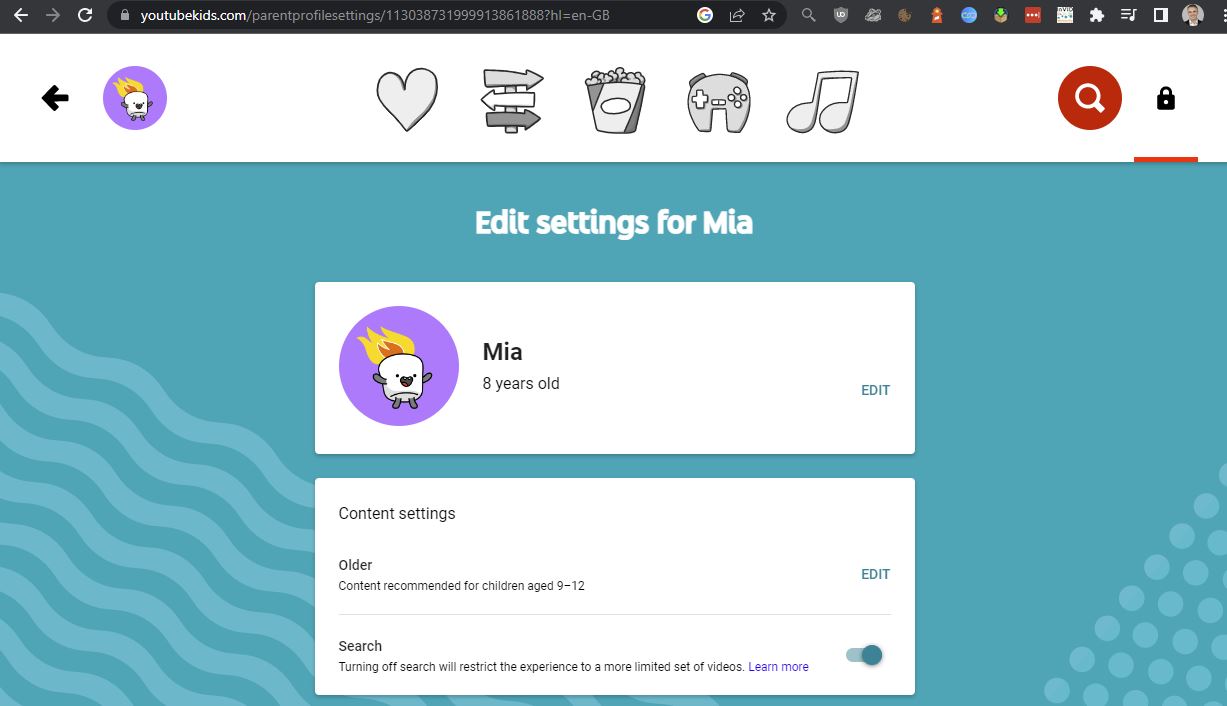 youtubekids.com/parentprofilesettings/113038731999913861888?hl=en-GB
Edit settings for Mia
Mia
8 years old
EDIT
Content settings
Older
Content recommended for children aged 9–12
EDIT
Search
Turning off search will restrict the experience to a more limited set of videos. Learn more